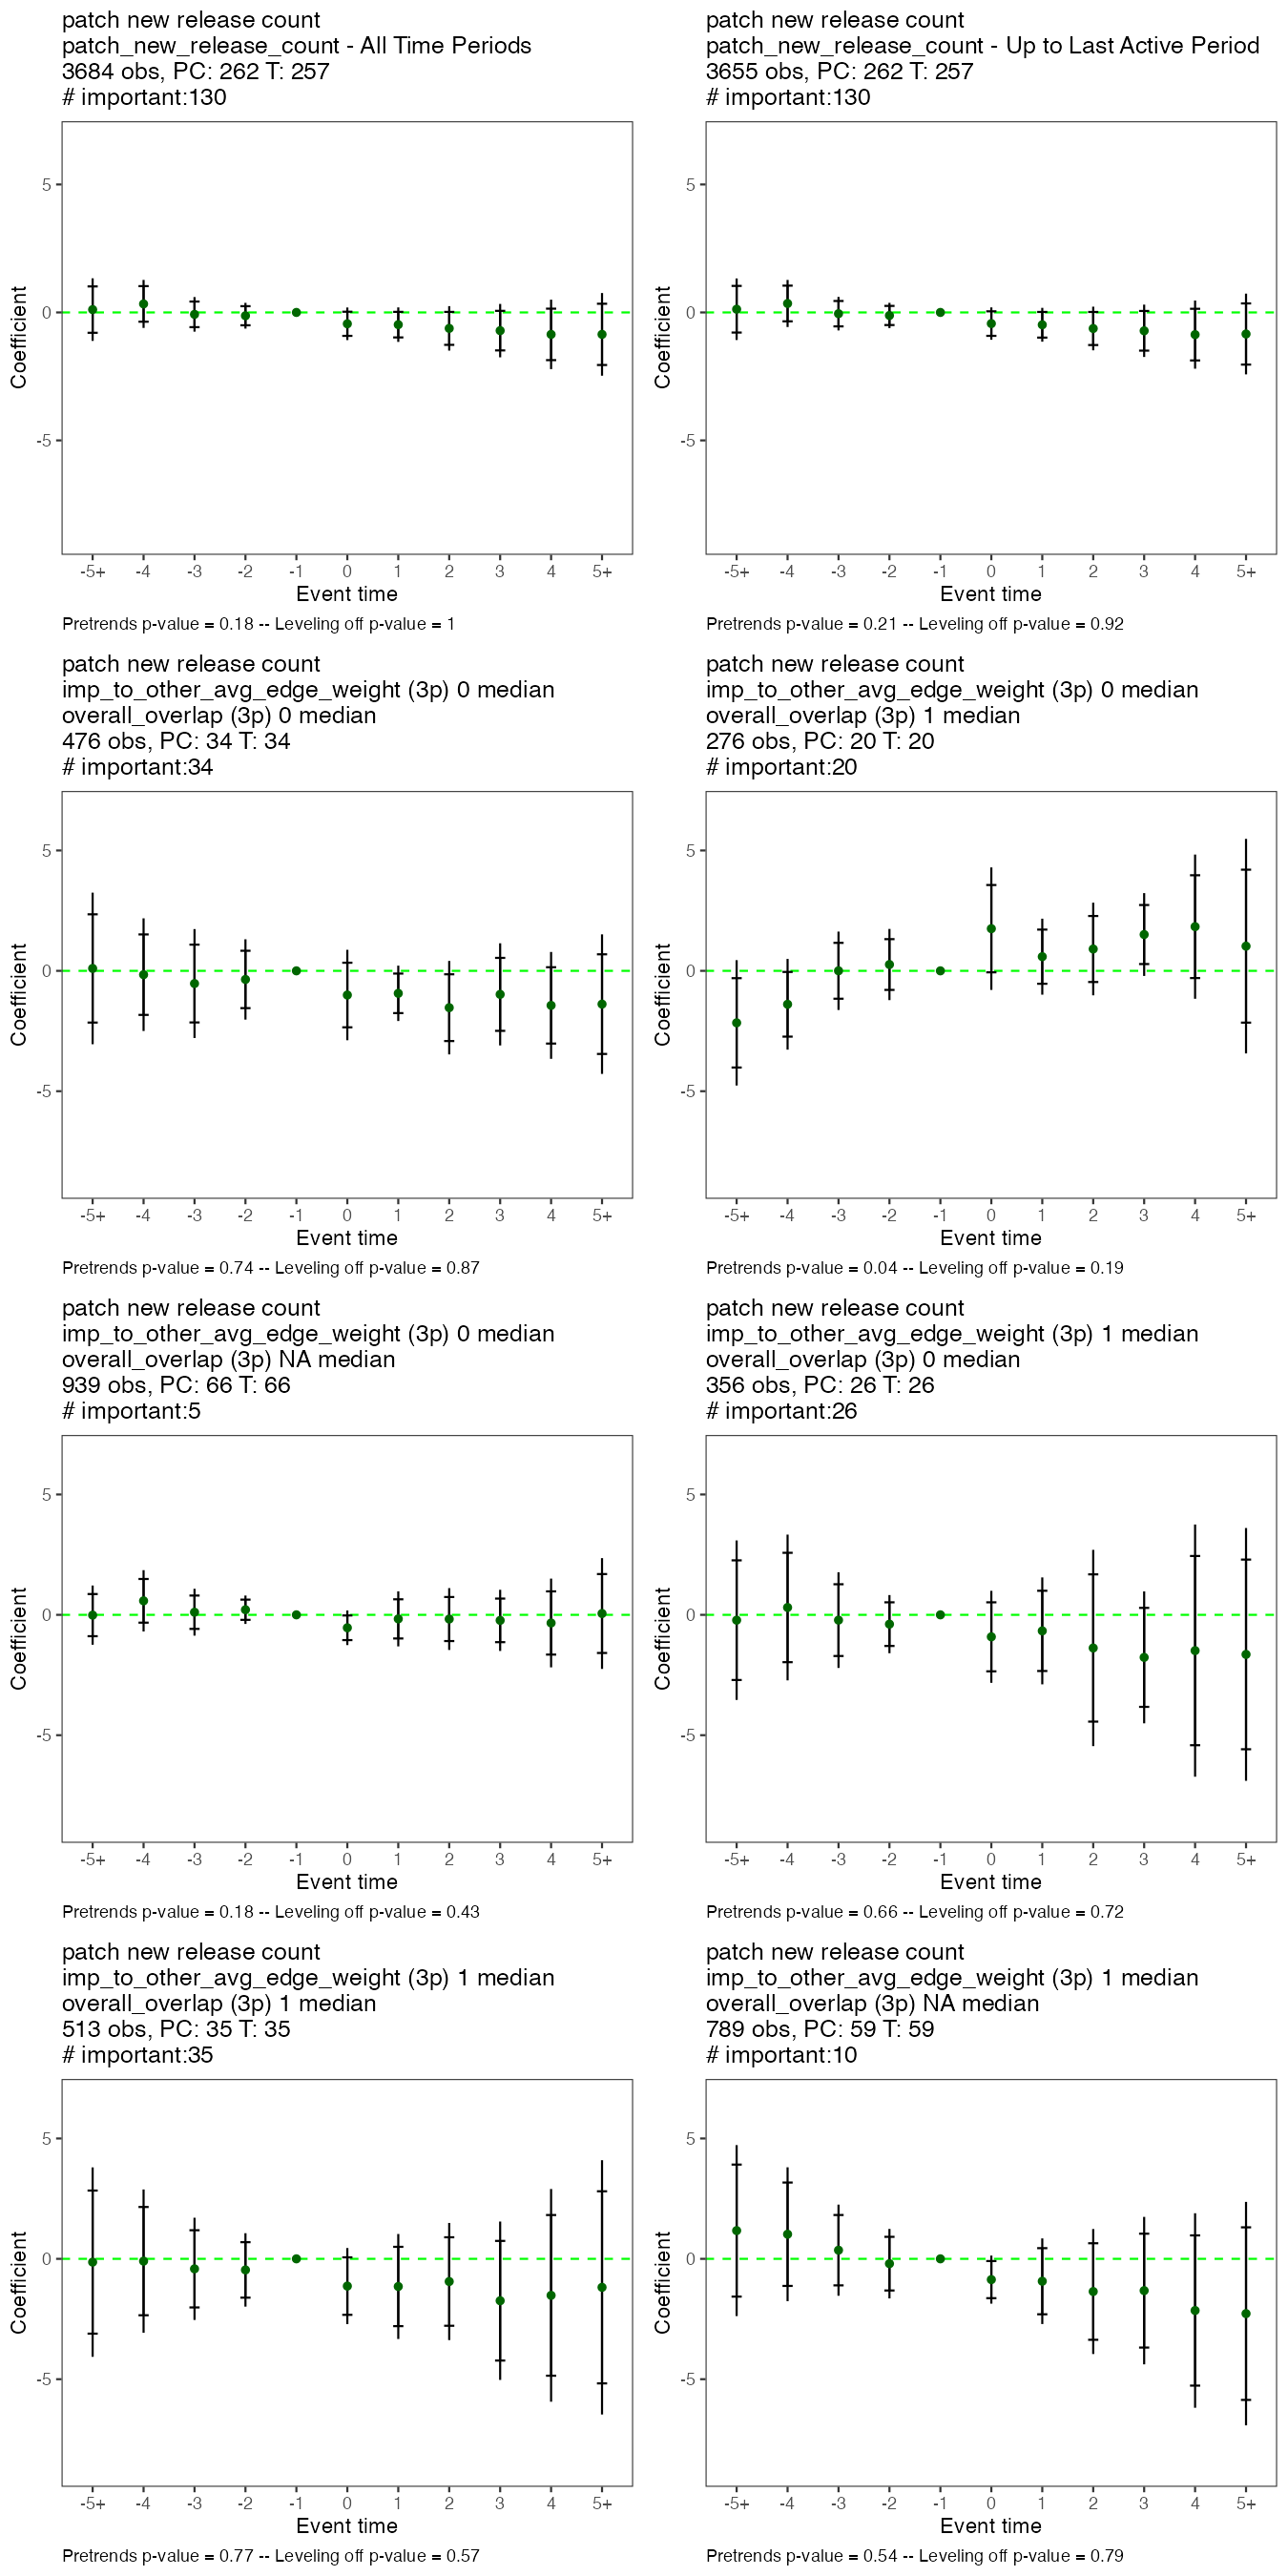 patch new release count
patch_new_release_count - All Time Periods
3684 obs, PC: 262 T: 257
# important:130
5
0
-5
Coefficient
-5+ -4 -3 -2 -1 0 1 2 3 4 5+
Event time
Pretrends p-value = 0.18 -- Leveling off p-value = 1
patch new release count
patch_new_release_count - Up to Last Active Period
3655 obs, PC: 262 T: 257
# important:130
5
0
-5
Coefficient
-5+ -4 -3 -2 -1 0 1 2 3 4 5+
Event time
Pretrends p-value = 0.21 -- Leveling off p-value = 0.92
patch new release count
imp_to_other_avg_edge_weight (3p) 0 median
overall_overlap (3p) 0 median
476 obs, PC: 34 T: 34
# important:34
5
0
-5
Coefficient
-5+ -4 -3 -2 -1 0 1 2 3 4 5+
Event time
Pretrends p-value = 0.74 -- Leveling off p-value = 0.87
patch new release count
imp_to_other_avg_edge_weight (3p) 0 median
overall_overlap (3p) 1 median
276 obs, PC: 20 T: 20
# important:20
5
0
-5
Coefficient
-5+ -4 -3 -2 -1 0 1 2 3 4 5+
Event time
Pretrends p-value = 0.04 -- Leveling off p-value = 0.19
patch new release count
imp_to_other_avg_edge_weight (3p) 0 median
overall_overlap (3p) NA median
939 obs, PC: 66 T: 66
# important:5
5
0
-5
Coefficient
-5+ -4 -3 -2 -1 0 1 2 3 4 5+
Event time
Pretrends p-value = 0.18 -- Leveling off p-value = 0.43
patch new release count
imp_to_other_avg_edge_weight (3p) 1 median
overall_overlap (3p) 0 median
356 obs, PC: 26 T: 26
# important:26
5
0
-5
Coefficient
-5+ -4 -3 -2 -1 0 1 2 3 4 5+
Event time
Pretrends p-value = 0.66 -- Leveling off p-value = 0.72
patch new release count
imp_to_other_avg_edge_weight (3p) 1 median
overall_overlap (3p) 1 median
513 obs, PC: 35 T: 35
# important:35
5
0
-5
Coefficient
-5+ -4 -3 -2 -1 0 1 2 3 4 5+
Event time
Pretrends p-value = 0.77 -- Leveling off p-value = 0.57
patch new release count
imp_to_other_avg_edge_weight (3p) 1 median
overall_overlap (3p) NA median
789 obs, PC: 59 T: 59
# important:10
5
0
-5
Coefficient
-5+ -4 -3 -2 -1 0 1 2 3 4 5+
Event time
Pretrends p-value = 0.54 -- Leveling off p-value = 0.79